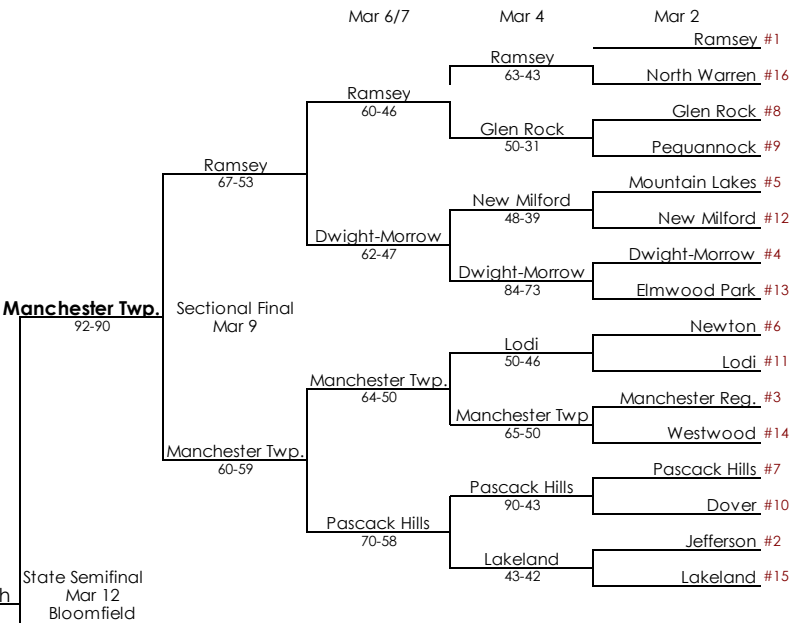 Mar 6/7 Mar 4 Mar 2
Ramsey #1
Ramsey
63-43
North Warren #16
Ramsey
60-46
Glen Rock #8
Glen Rock
50-31
Pequannock #9
Ramsey
67-53
Mountain Lakes #5
New Milford
48-39
New Milford #12
Dwight-Morrow
62-47
Dwight-Morrow #4
Dwight-Morrow
84-73
Elmwood Park #13
Manchester Twp.
92-90
Sectional Final
Mar 9
Newton #6
Lodi
50-46
Lodi #11
Manchester Twp.
64-50
Manchester Reg. #3
Manchester Twp
65-50
Westwood #14
Manchester Twp.
60-59
Pascack Hills #7
Pascack Hills
90-43
Dover #10
Pascack Hills
70-58
Jefferson #2
Lakeland
43-42
Lakeland #15
State Semifinal
Mar 12
Bloomfield
h